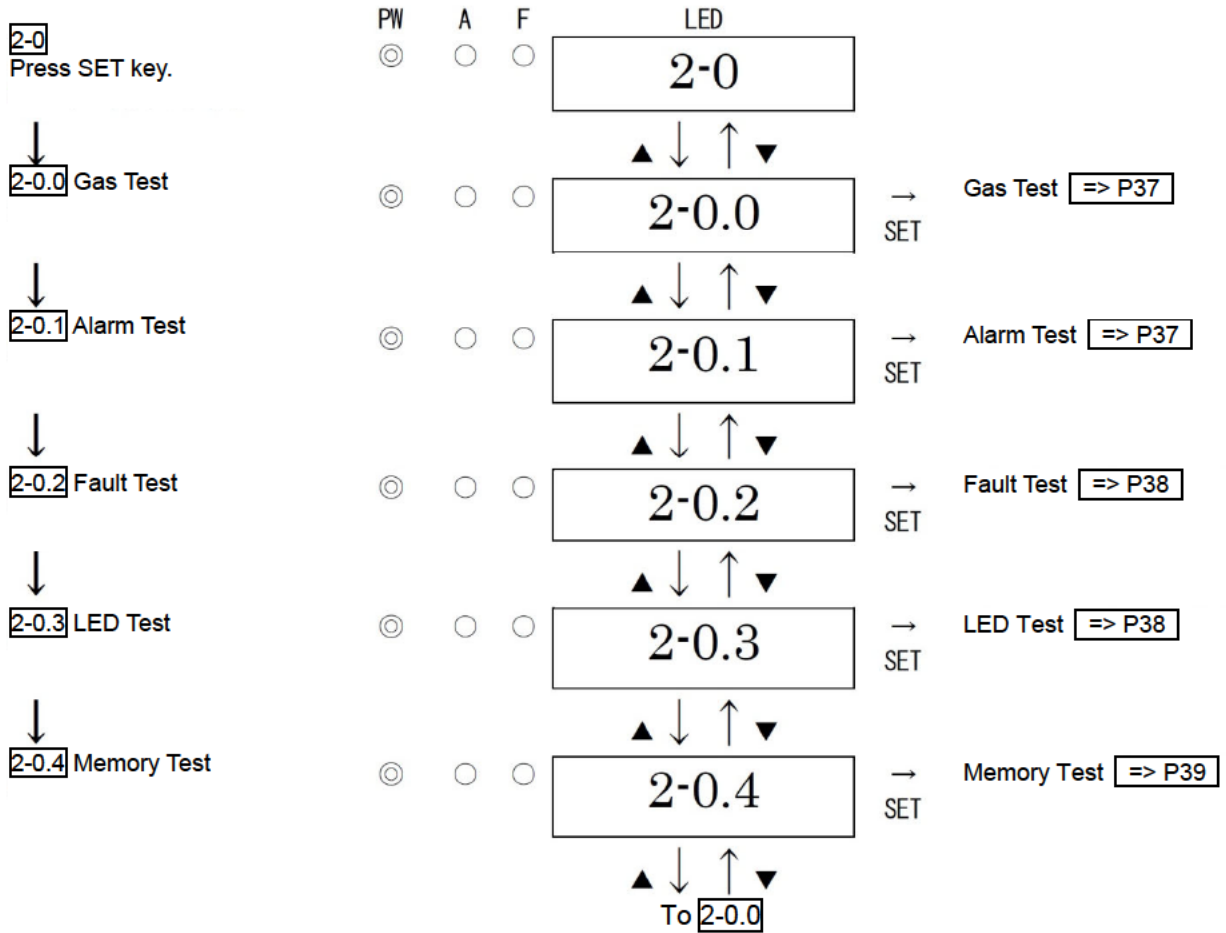 PW A F LED
2-0
Press SET key.
2-0
▲ ↓ ↑ ▼
↓
2-0.0 Gas Test
2-0.0
→
SET
Gas Test => P37
▲ ↓ ↑ ▼
↓
2-0.1 Alarm Test
2-0.1
→
SET
Alarm Test => P37
▲ ↓ ↑ ▼
↓
2-0.2 Fault Test
2-0.2
→
SET
Fault Test => P38
▲ ↓ ↑ ▼
↓
2-0.3 LED Test
2-0.3
→
SET
LED Test => P38
▲ ↓ ↑ ▼
↓
2-0.4 Memory Test
2-0.4
→
SET
Memory Test => P39
▲ ↓ ↑ ▼
To 2-0.0